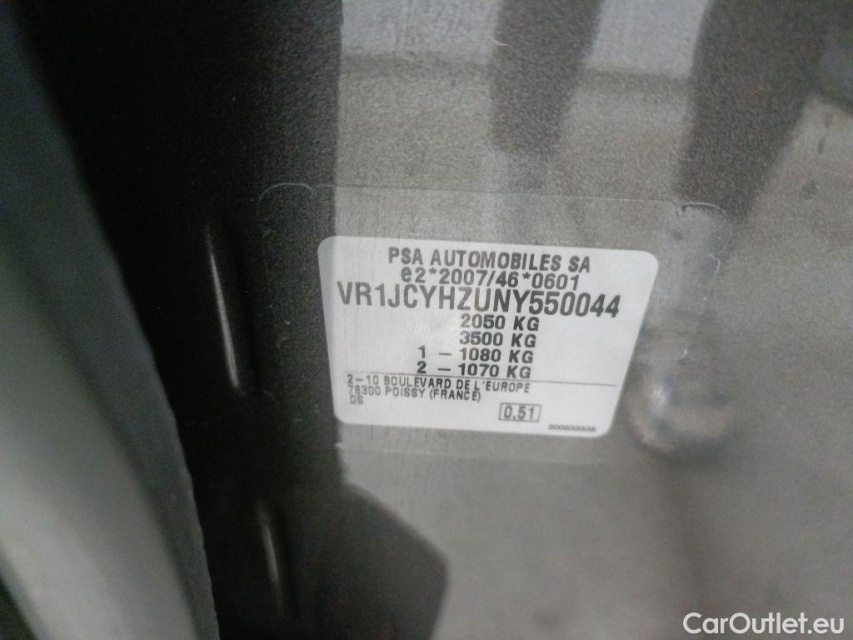 PSA AUTOMOBILES SA
e2*2007/46*0601
VR1JCYHZUNY550044
2050 KG
3500 KG
1 - 1080 KG
2 - 1070 KG
2-10 BOULEVARD DE L'EUROPE
78300 POISSY (FRANCE)
DS
0.51
CarOutlet.eu